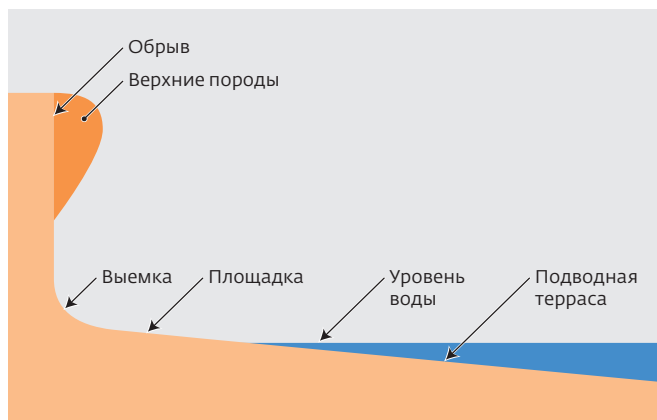 Обрыв
Верхние породы
Выемка
Площадка
Уровень
воды
Подводная
терраса